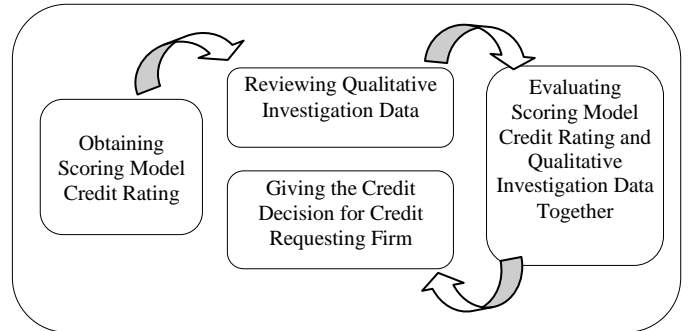 Obtaining
Scoring Model
Credit Rating
Reviewing Qualitative
Investigation Data
Evaluating
Scoring Model
Credit Rating and
Qualitative
Investigation Data
Together
Giving the Credit
Decision for Credit
Requesting Firm